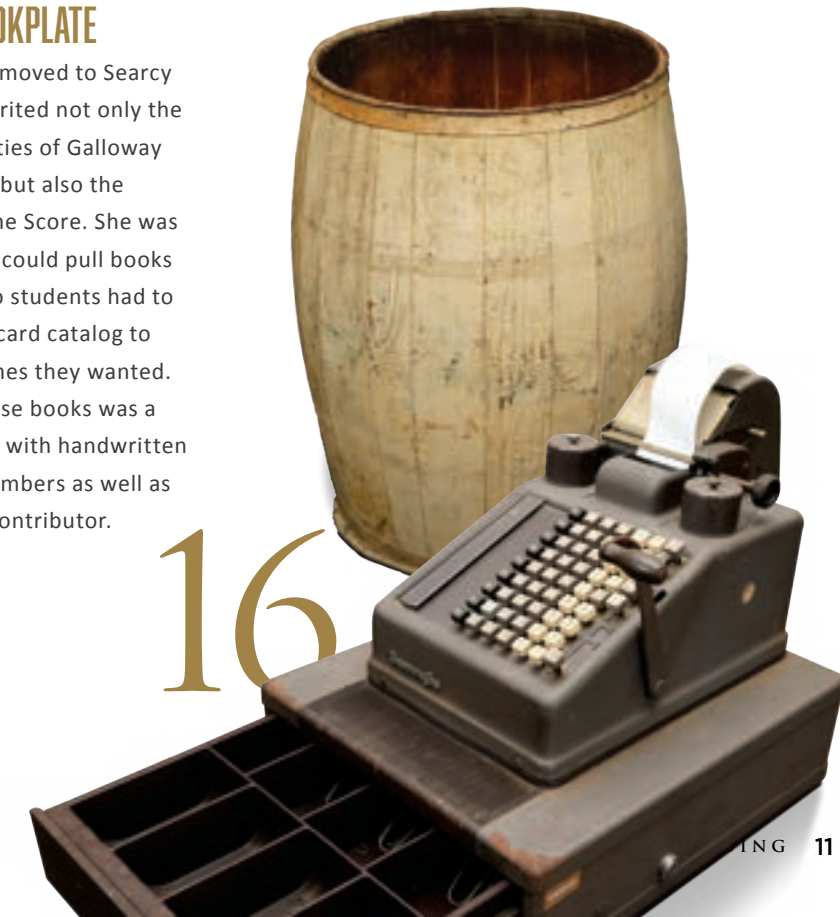 OKPLATE
moved to Searcy
rited not only the
ties of Galloway
but also the
ne Score. She was
could pull books
o students had to
card catalog to
nes they wanted.
se books was a
with handwritten
mbers as well as
ontributor.
16
Burroughs
ING 11